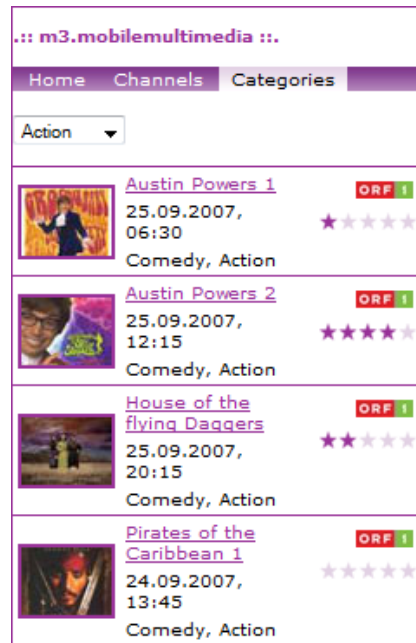 .:: m3.mobilemultimedia ::.
Home Channels Categories
Action
Austin Powers 1
ORF 1
25.09.2007,
06:30
Comedy, Action
Austin Powers 2
ORF 1
25.09.2007,
12:15
Comedy, Action
House of the
flying Daggers
ORF 1
25.09.2007,
20:15
Comedy, Action
Pirates of the
Caribbean 1
ORF 1
24.09.2007,
13:45
Comedy, Action